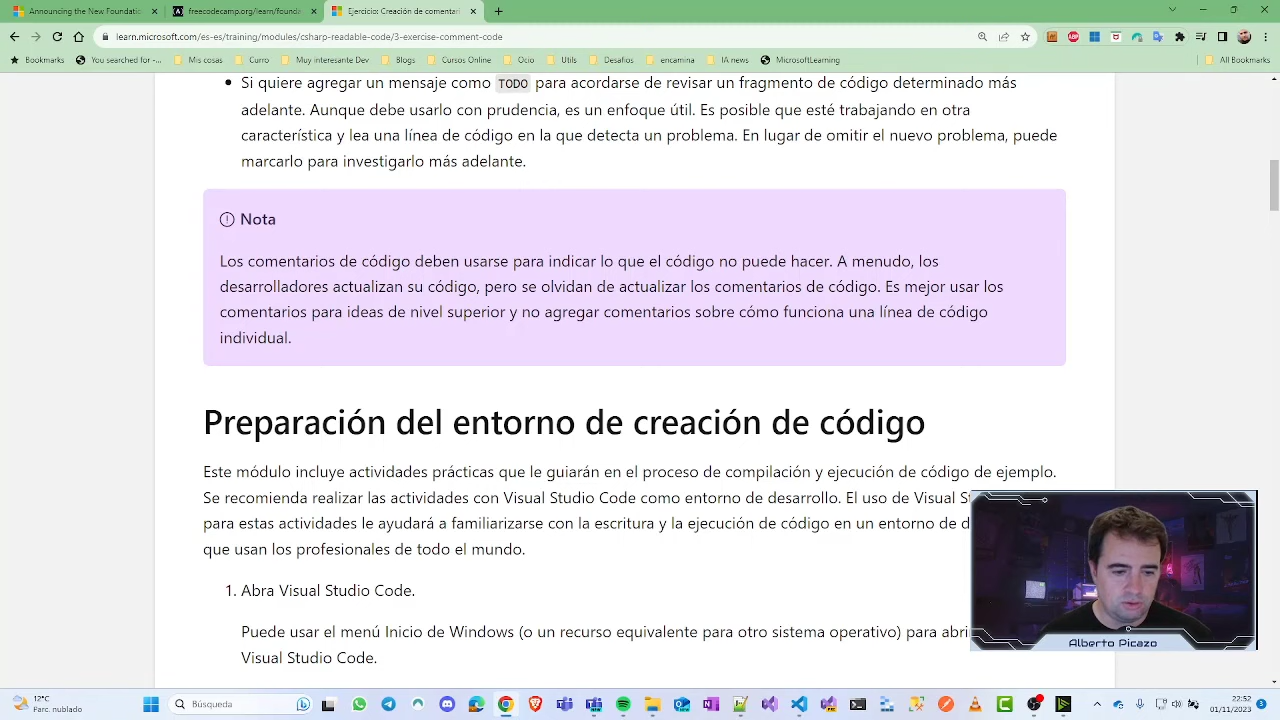 Announcing the New Foundatio
freecodecamp.org/learn/founda
Ejercicio: Creación de comentari
learn.microsoft.com/es-es/training/modules/csharp-readable-code/3-exercise-comment-code
Bookmarks
You searched for -...
Mis cosas
Curro
Muy interesante Dev
Blogs
Cursos Online
Ocio
Utils
Desafios
encamina
IA news
MicrosoftLearning
All Bookmarks
Si quiere agregar un mensaje como TODO para acordarse de revisar un fragmento de código determinado más
adelante. Aunque debe usarlo con prudencia, es un enfoque útil. Es posible que esté trabajando en otra
característica y lea una línea de código en la que detecta un problema. En lugar de omitir el nuevo problema, puede
marcarlo para investigarlo más adelante.
Nota
Los comentarios de código deben usarse para indicar lo que el código no puede hacer. A menudo, los
desarrolladores actualizan su código, pero se olvidan de actualizar los comentarios de código. Es mejor usar los
comentarios para ideas de nivel superior y no agregar comentarios sobre cómo funciona una línea de código
individual.
Preparación del entorno de creación de código
Este módulo incluye actividades prácticas que le guiarán en el proceso de compilación y ejecución de código de ejemplo.
Se recomienda realizar las actividades con Visual Studio Code como entorno de desarrollo. El uso de Visual St
para estas actividades le ayudará a familiarizarse con la escritura y la ejecución de código en un entorno de d
que usan los profesionales de todo el mundo.
1. Abra Visual Studio Code.
Puede usar el menú Inicio de Windows (o un recurso equivalente para otro sistema operativo) para abri
Visual Studio Code.
Alberto Picazo
12°C
Parc. nublado
Búsqueda
22:52
01/11/2023